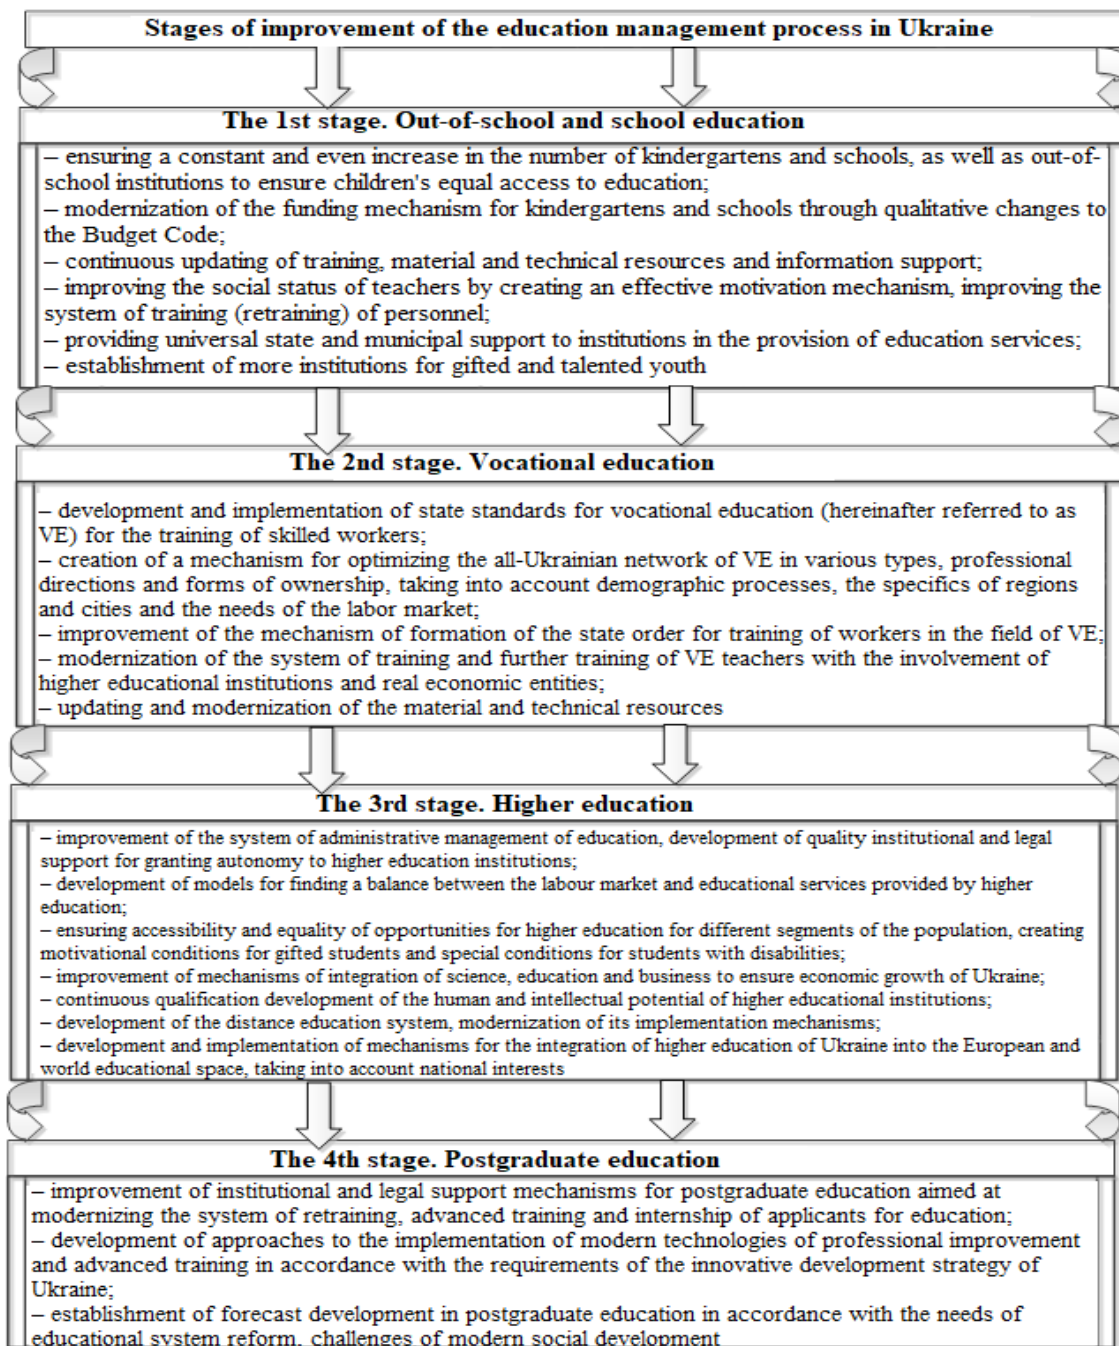 Stages of improvement of the education management process in Ukraine
The 1st stage. Out-of-school and school education
– ensuring a constant and even increase in the number of kindergartens and schools, as well as out-of-
school institutions to ensure children's equal access to education;
– modernization of the funding mechanism for kindergartens and schools through qualitative changes to
the Budget Code;
– continuous updating of training, material and technical resources and information support;
– improving the social status of teachers by creating an effective motivation mechanism, improving the
system of training (retraining) of personnel;
– providing universal state and municipal support to institutions in the provision of education services;
– establishment of more institutions for gifted and talented youth
The 2nd stage. Vocational education
– development and implementation of state standards for vocational education (hereinafter referred to as
VE) for the training of skilled workers;
– creation of a mechanism for optimizing the all-Ukrainian network of VE in various types, professional
directions and forms of ownership, taking into account demographic processes, the specifics of regions
and cities and the needs of the labor market;
– improvement of the mechanism of formation of the state order for training of workers in the field of VE;
– modernization of the system of training and further training of VE teachers with the involvement of
higher educational institutions and real economic entities;
– updating and modernization of the material and technical resources
The 3rd stage. Higher education
– improvement of the system of administrative management of education, development of quality institutional and legal
support for granting autonomy to higher education institutions;
– development of models for finding a balance between the labour market and educational services provided by higher
education;
– ensuring accessibility and equality of opportunities for higher education for different segments of the population, creating
motivational conditions for gifted students and special conditions for students with disabilities;
– improvement of mechanisms of integration of science, education and business to ensure economic growth of Ukraine;
– continuous qualification development of the human and intellectual potential of higher educational institutions;
– development of the distance education system, modernization of its implementation mechanisms;
– development and implementation of mechanisms for the integration of higher education of Ukraine into the European and
world educational space, taking into account national interests
The 4th stage. Postgraduate education
– improvement of institutional and legal support mechanisms for postgraduate education aimed at
modernizing the system of retraining, advanced training and internship of applicants for education;
– development of approaches to the implementation of modern technologies of professional improvement
and advanced training in accordance with the requirements of the innovative development strategy of
Ukraine;
– establishment of forecast development in postgraduate education in accordance with the needs of
educational system reform, challenges of modern social development